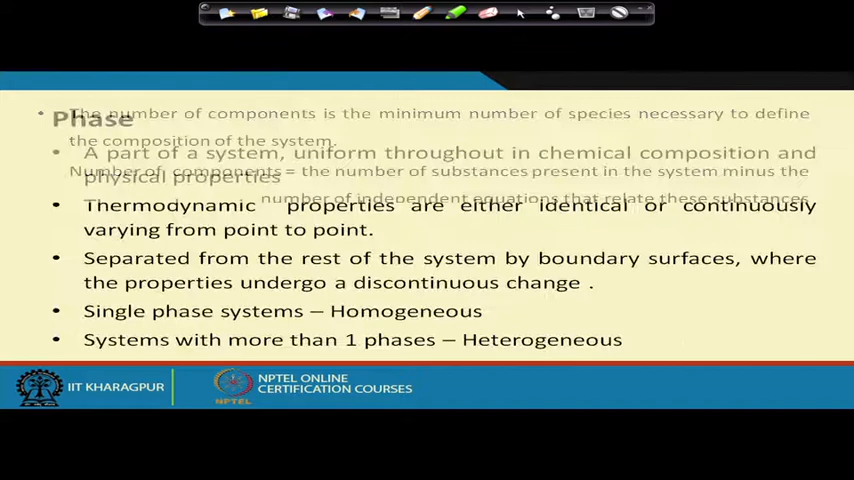 • The number of components is the minimum number of species necessary to define
Phase
the composition of the system.
• A part of a system, uniform throughout in chemical composition and
Number of components = the number of substances present in the system minus the
physical properties
number of independent equations that relate these substances
• Thermodynamic properties are either identical or continuously
varying from point to point.
• Separated from the rest of the system by boundary surfaces, where
the properties undergo a discontinuous change .
• Single phase systems – Homogeneous
• Systems with more than 1 phases – Heterogeneous
IIT KHARAGPUR
NPTEL
NPTEL ONLINE
CERTIFICATION COURSES